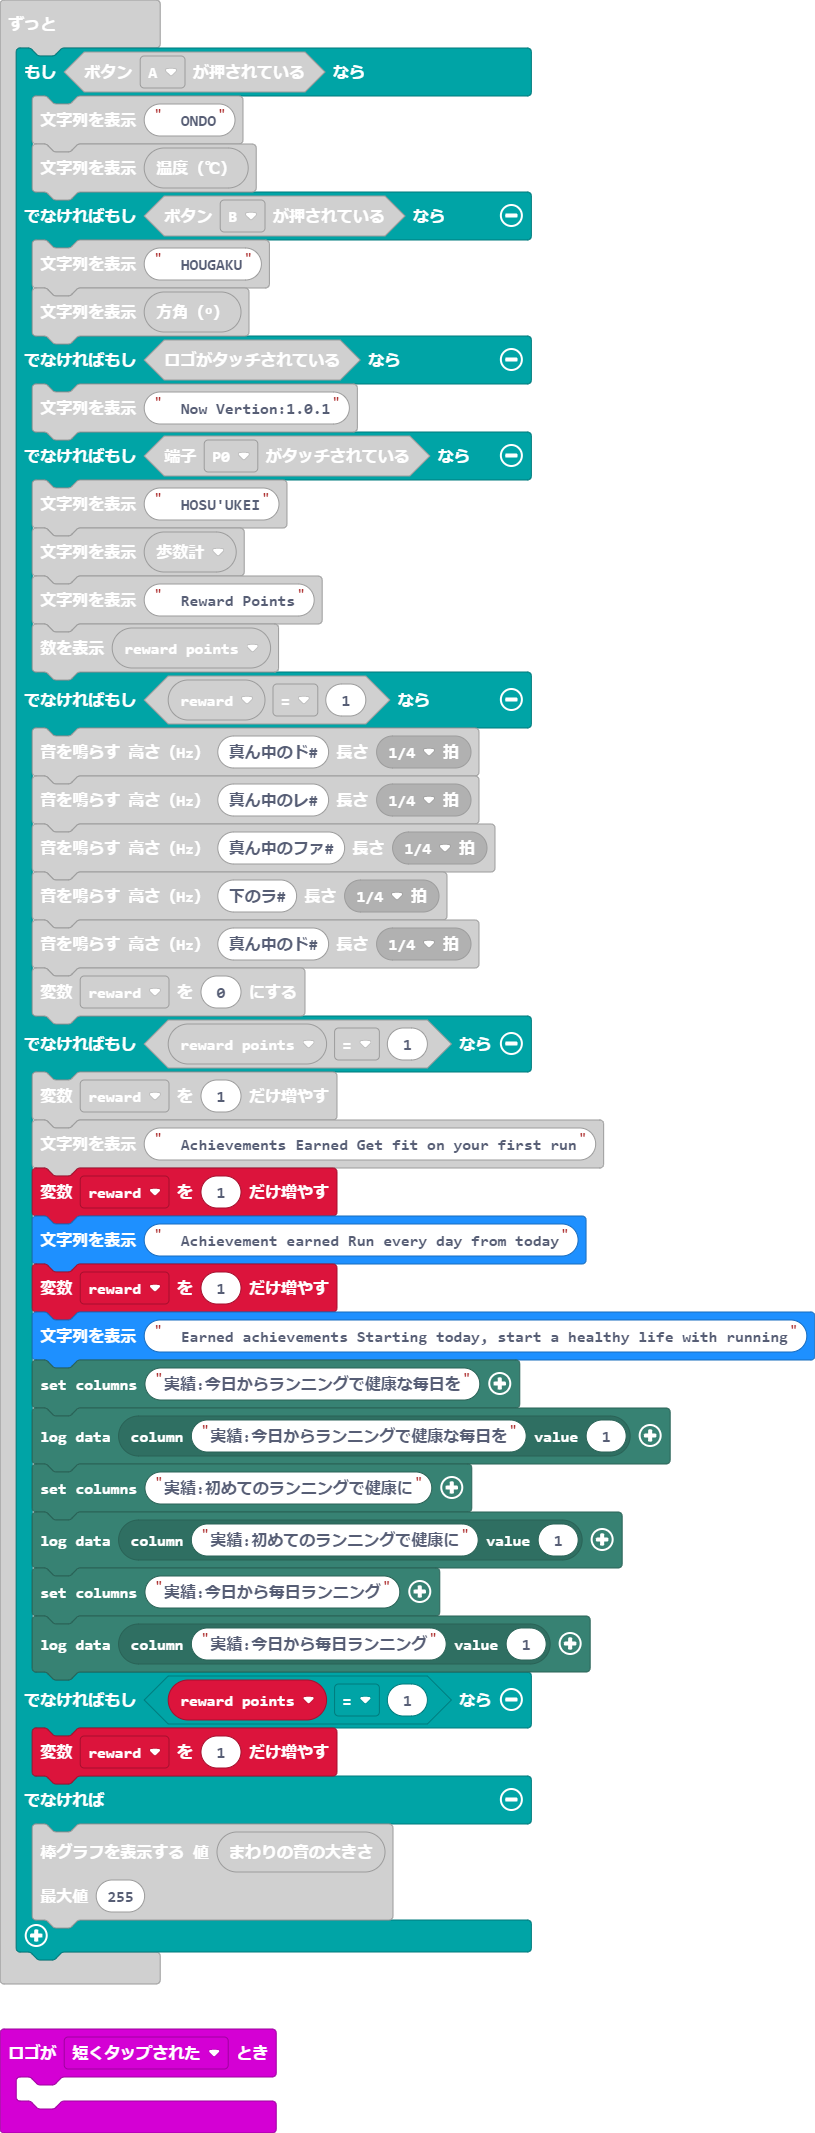 ずっと
もし ボタン A が押されている なら
文字列を表示 " ONDO"
文字列を表示 温度（℃）
でなければもし ボタン B が押されている なら
文字列を表示 " HOUGAKU"
文字列を表示 方角（°）
でなければもし ロゴがタッチされている なら
文字列を表示 " Now Vertion:1.0.1"
でなければもし 端子 P0 がタッチされている なら
文字列を表示 " HOSU'UKEI"
文字列を表示 歩数計
文字列を表示 " Reward Points"
数を表示 reward points
でなければもし reward = 1 なら
音を鳴らす 高さ（Hz） 真ん中のド# 長さ 1/4 拍
音を鳴らす 高さ（Hz） 真ん中のレ# 長さ 1/4 拍
音を鳴らす 高さ（Hz） 真ん中のファ# 長さ 1/4 拍
音を鳴らす 高さ（Hz） 下のラ# 長さ 1/4 拍
音を鳴らす 高さ（Hz） 真ん中のド# 長さ 1/4 拍
変数 reward を 0 にする
でなければもし reward points = 1 なら
変数 reward を 1 だけ増やす
文字列を表示 " Achievements Earned Get fit on your first run"
変数 reward を 1 だけ増やす
文字列を表示 " Achievement earned Run every day from today"
変数 reward を 1 だけ増やす
文字列を表示 " Earned achievements Starting today, start a healthy life with running"
set columns "実績:今日からランニングで健康な毎日を"
log data column "実績:今日からランニングで健康な毎日を" value 1
set columns "実績:初めてのランニングで健康に"
log data column "実績:初めてのランニングで健康に" value 1
set columns "実績:今日から毎日ランニング"
log data column "実績:今日から毎日ランニング" value 1
でなければもし reward points = 1 なら
変数 reward を 1 だけ増やす
でなければ
棒グラフを表示する 値 まわりの音の大きさ
最大値 255
ロゴが 短くタップされた とき